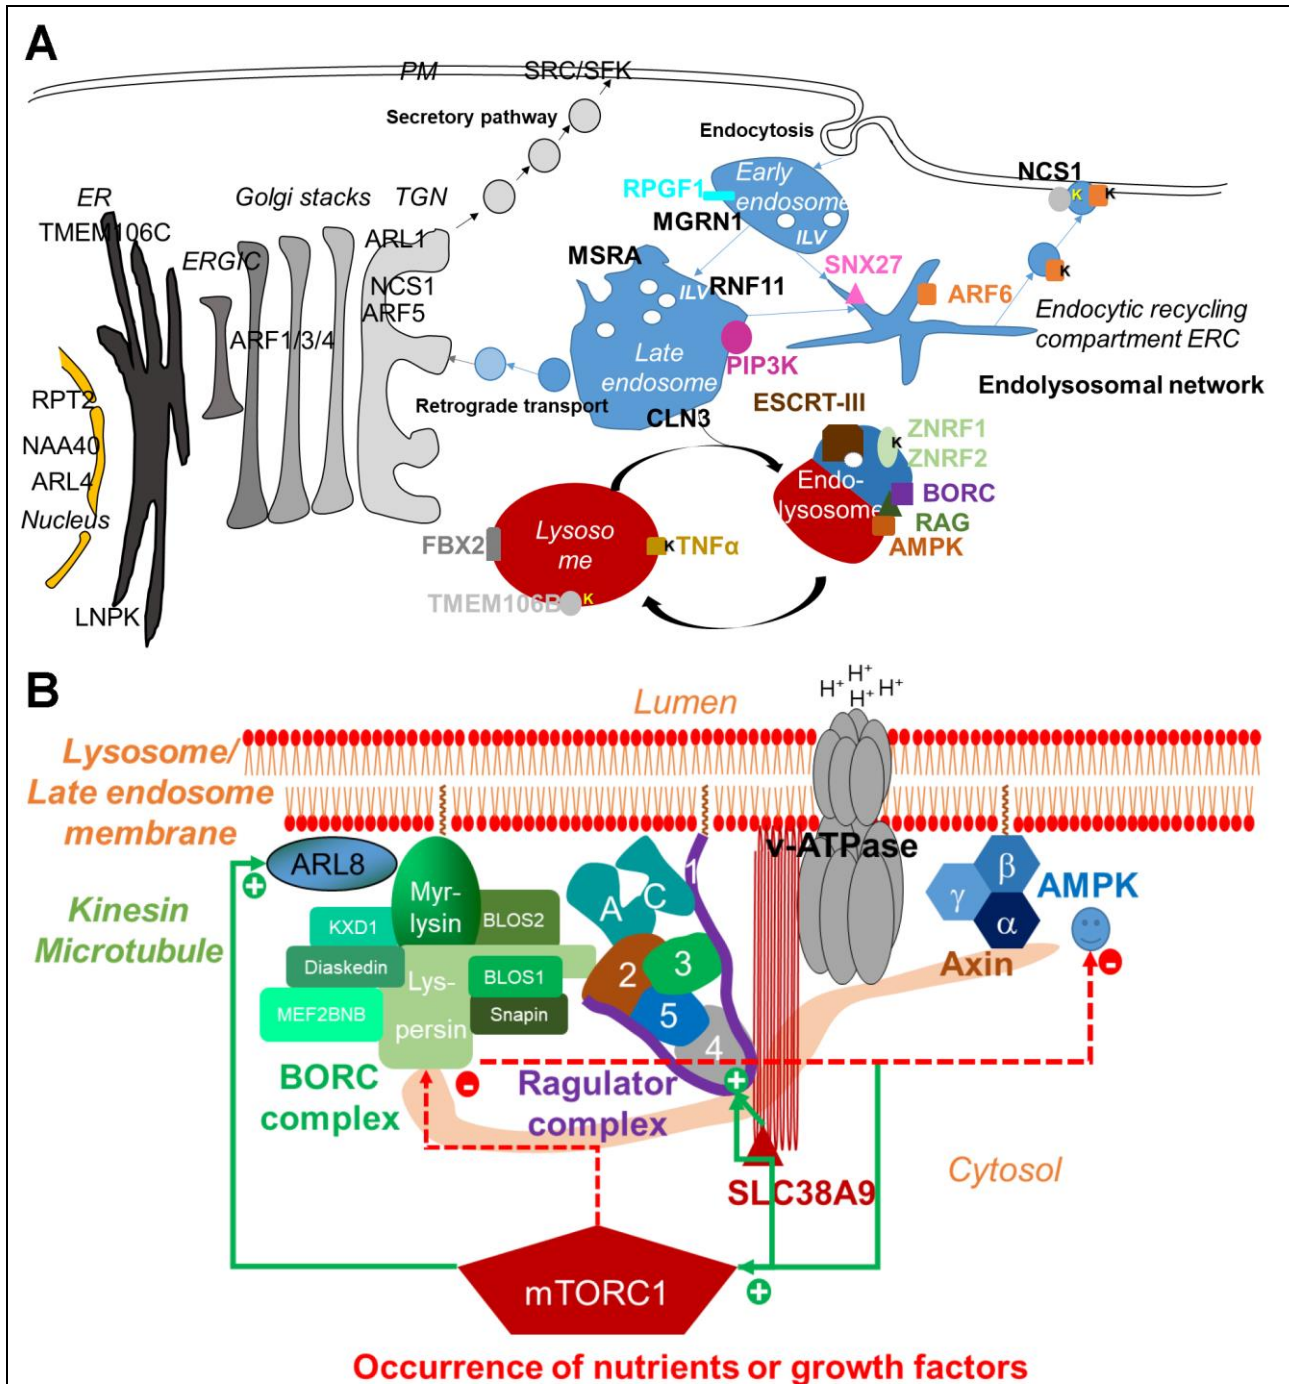 A
PM
SRC/SFK
Secretory pathway
Endocytosis
NCS1
K
K
Early
endosome
ILV
RPGF1
MGRN1
ER
TMEM106C
Golgi stacks
TGN
ARL1
ERGIC
MSRA
ILV
RNF11
SNX27
K
ARF6
NCS1
ARF5
ARF1/3/4
Endocytic recycling
compartment ERC
Late
endosome
PIP3K
Retrograde transport
CLN3
Endolysosomal network
RPT2
NAA40
ARL4
Nucleus
LNPK
ESCRT-III
K
ZNRF1
ZNRF2
Endo-
lysosome
BORC
RAG
AMPK
FBX2
Lysoso
me
K
TNFα
TMEM106B
K
B
H+
H+
H+
H+
Lumen
Lysosome/
Late endosome
membrane
v-ATPase
ARL8
+
Kinesin
Microtubule
Myr-
lysin
KXD1
BLOS2
Diaskedin
Lys-
persin
BLOS1
MEF2BNB
Snapin
BORC
complex
-
A
C
1
2
3
5
4
+
Ragulator
complex
β
γ
α
AMPK
Axin
-
SLC38A9
Cytosol
mTORC1
+
Occurrence of nutrients or growth factors